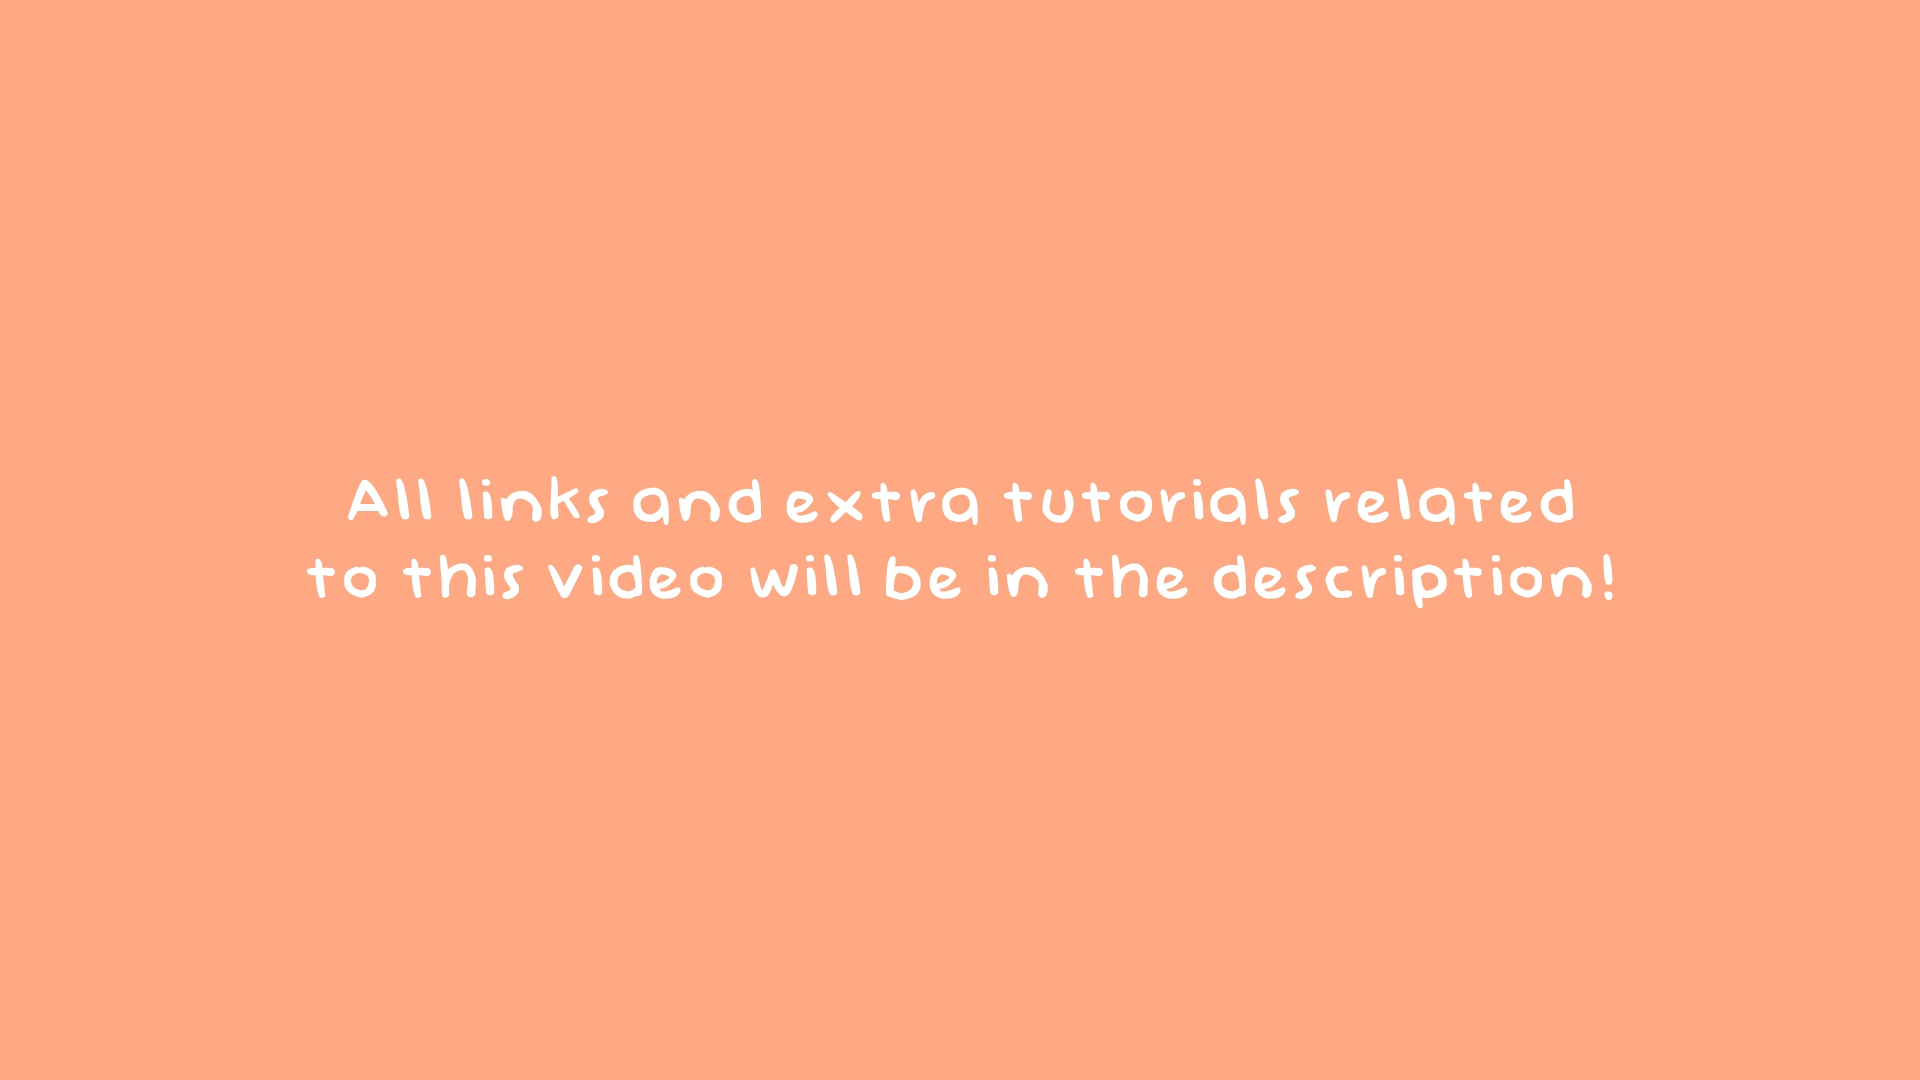 All links and extra tutorials related
to this video will be in the description!